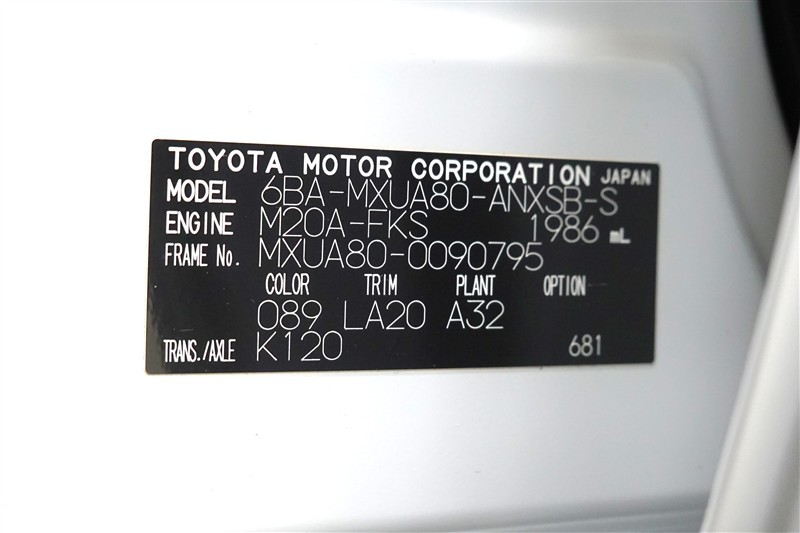 TOYOTA MOTOR CORPORATION JAPAN
MODEL 6BA-MXUA80-ANXSB-S
ENGINE M20A-FKS 1986 mL
FRAME No. MXUA80-0090795
COLOR TRIM PLANT OPTION
089 LA20 A32
TRANS./AXLE K120 681